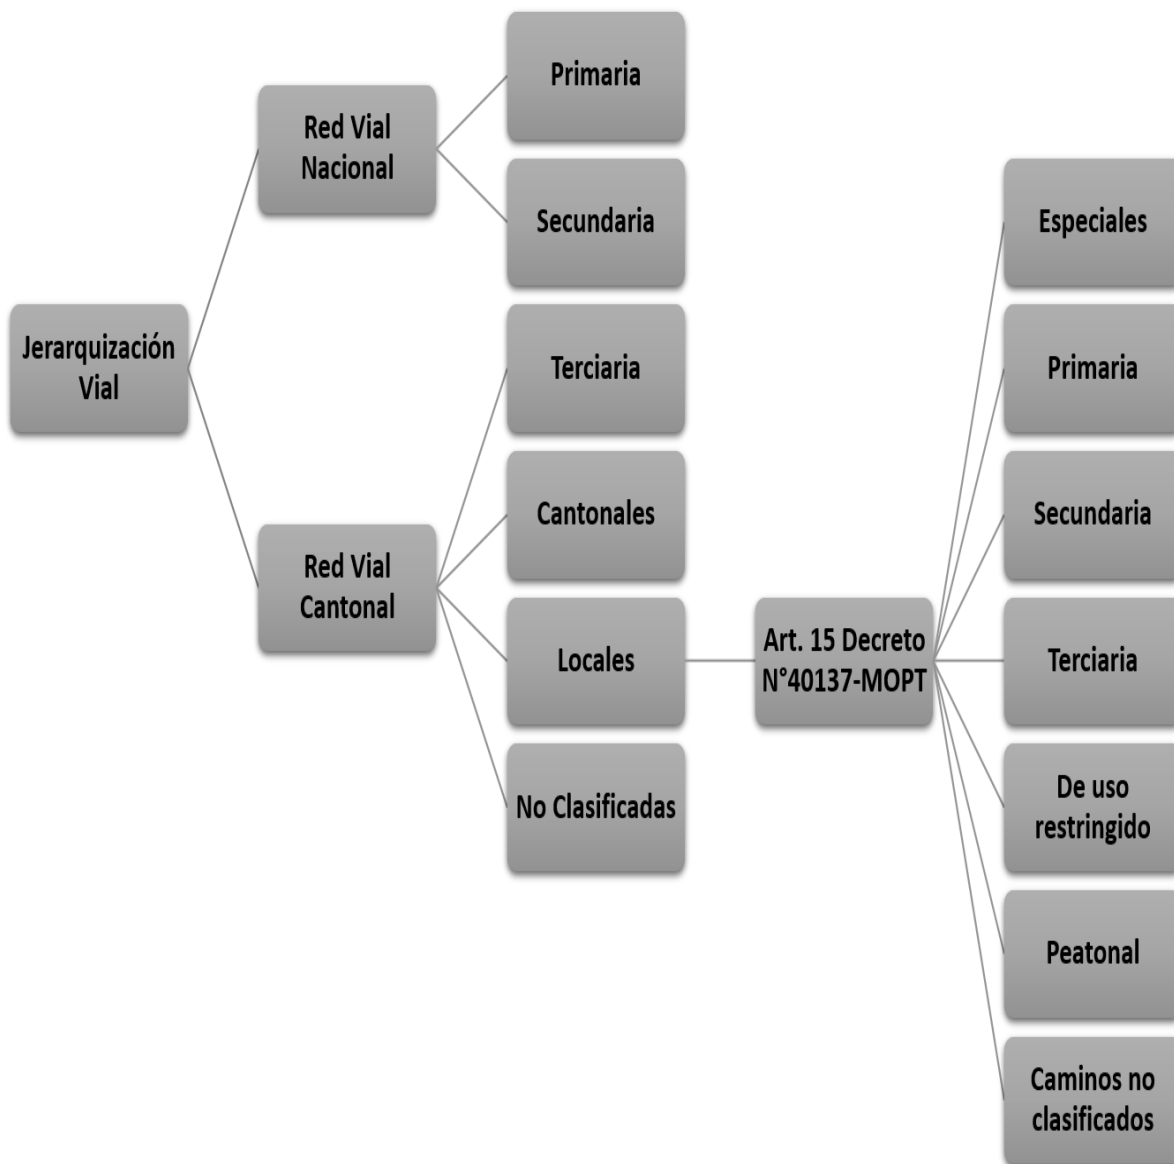 Jerarquización
Vial
Red Vial
Nacional
Primaria
Secundaria
Red Vial
Cantonal
Terciaria
Cantonales
Locales
No Clasificadas
Art. 15 Decreto
N°40137-MOPT
Especiales
Primaria
Secundaria
Terciaria
De uso
restringido
Peatonal
Caminos no
clasificados